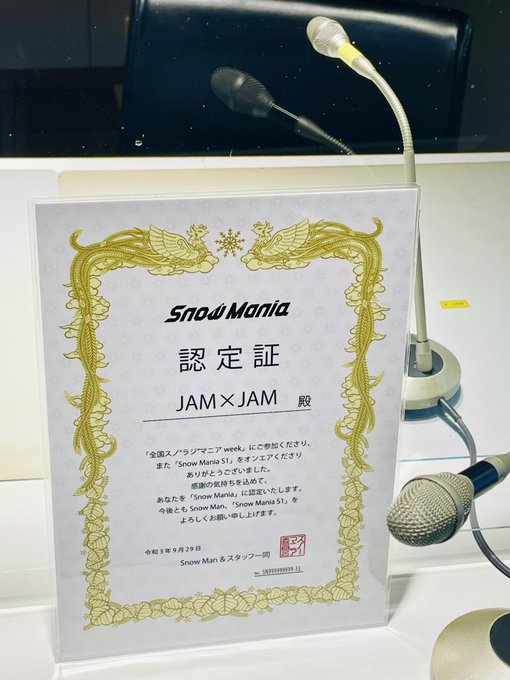 Snow Mania
認定証
JAM×JAM 殿
「全国スノ"ラジ"マニア week」にご参加くださり、
また「Snow Mania S1」をオンエアくださり
ありがとうございました。
感謝の気持ちを込めて、
あなたを「Snow Mania」に認定いたします。
今後とも Snow Man、「Snow Mania S1」を
よろしくお願い申し上げます。
令和3年9月29日
Snow Man & スタッフ一同
No. SN999999999-33